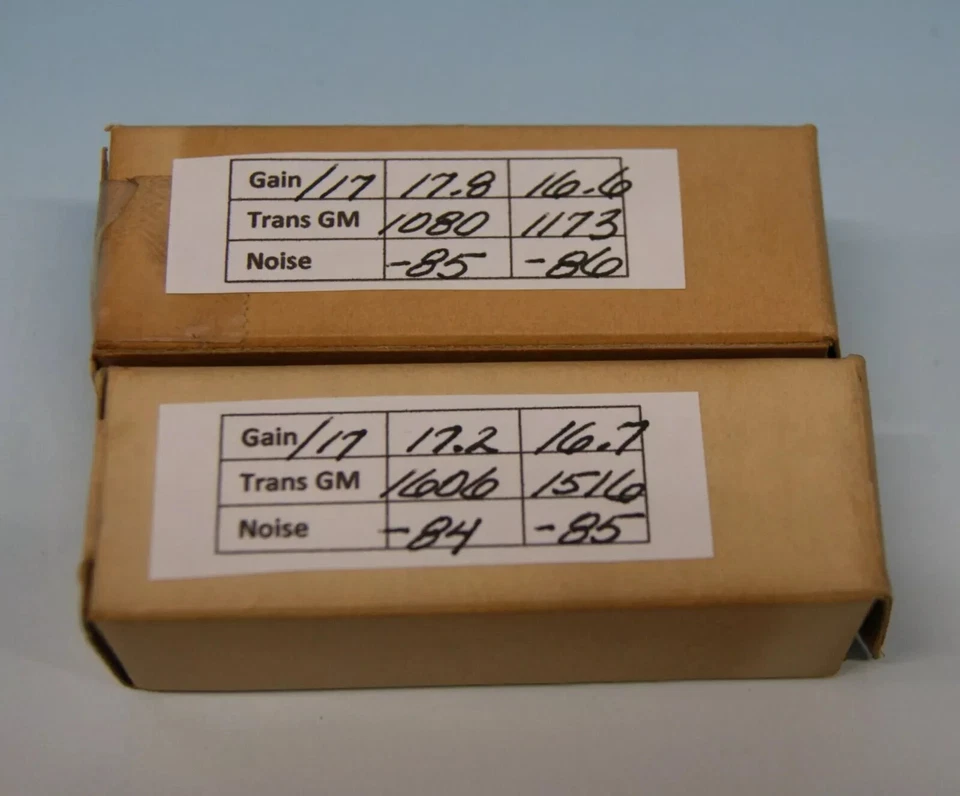 Gain/17 17.8 16.6
Trans GM 1080 1173
Noise -85 -86
Gain/17 17.2 16.7
Trans GM 1606 1516
Noise -84 -85